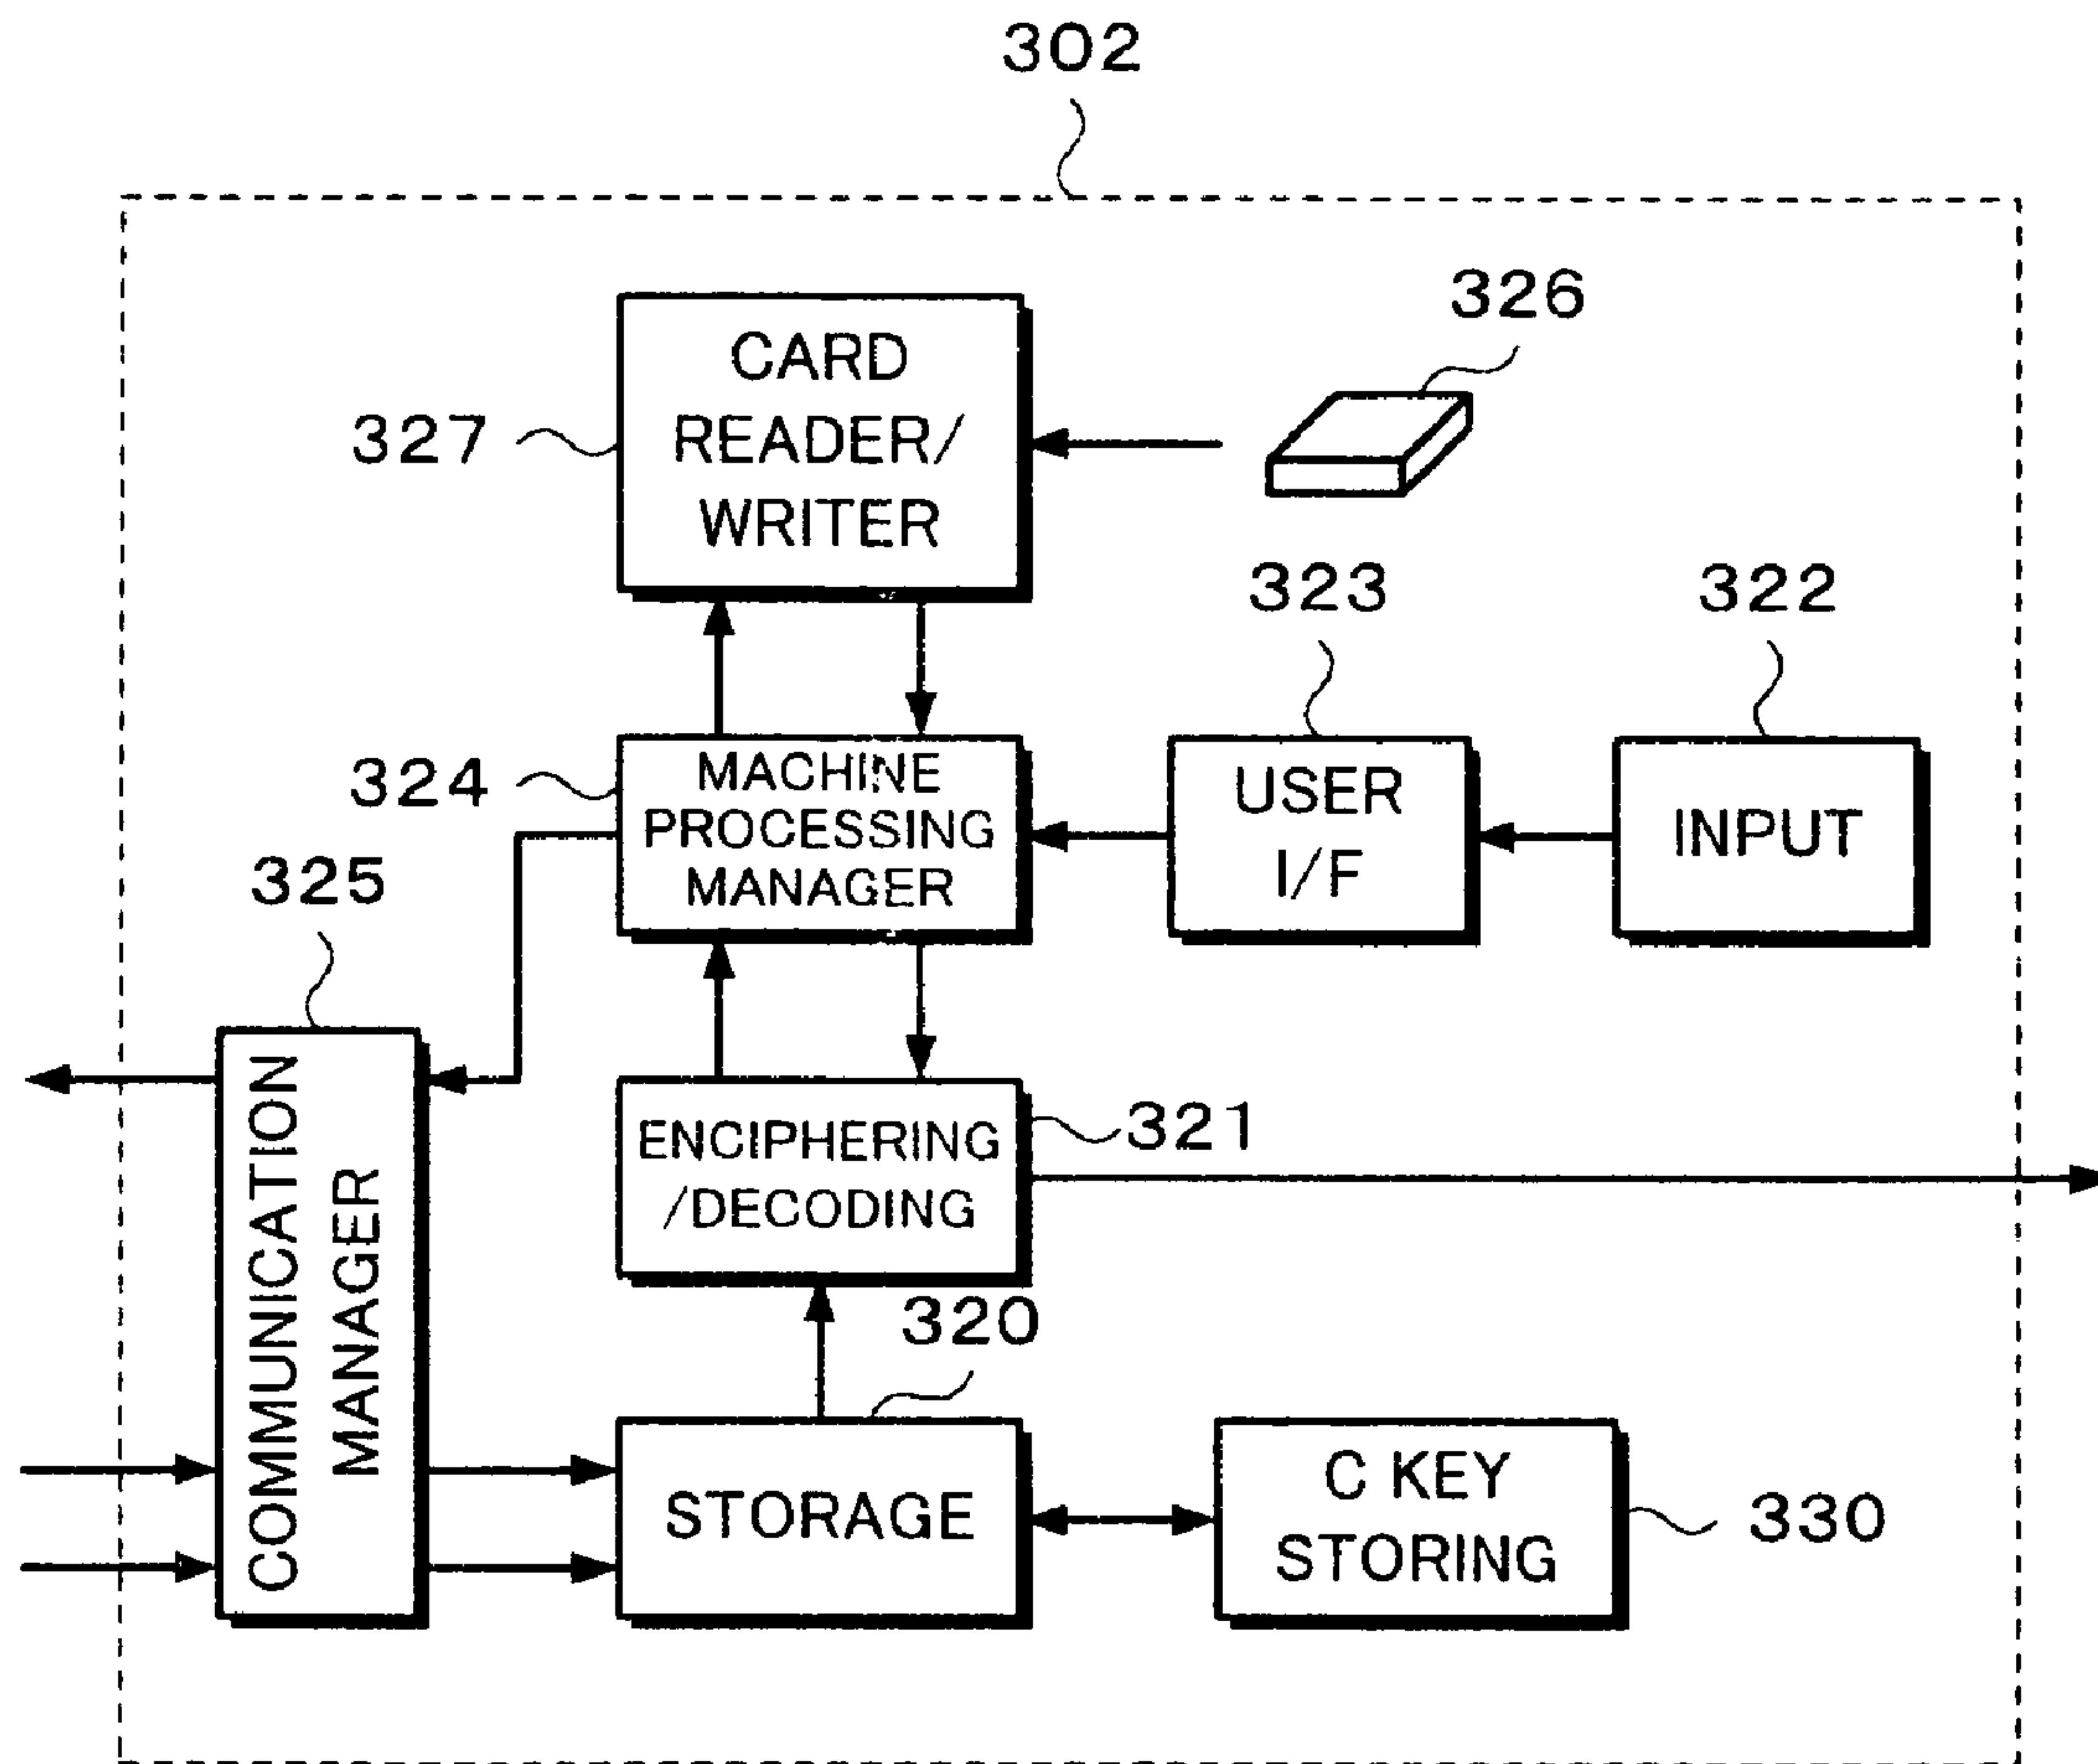 302
326
CARD
READER/
WRITER
327
323
322
324
MACHINE
PROCESSING
MANAGER
USER
I/F
INPUT
325
COMMUNICATION
MANAGER
ENCIPHERING
/DECODING
321
320
STORAGE
C KEY
STORING
330